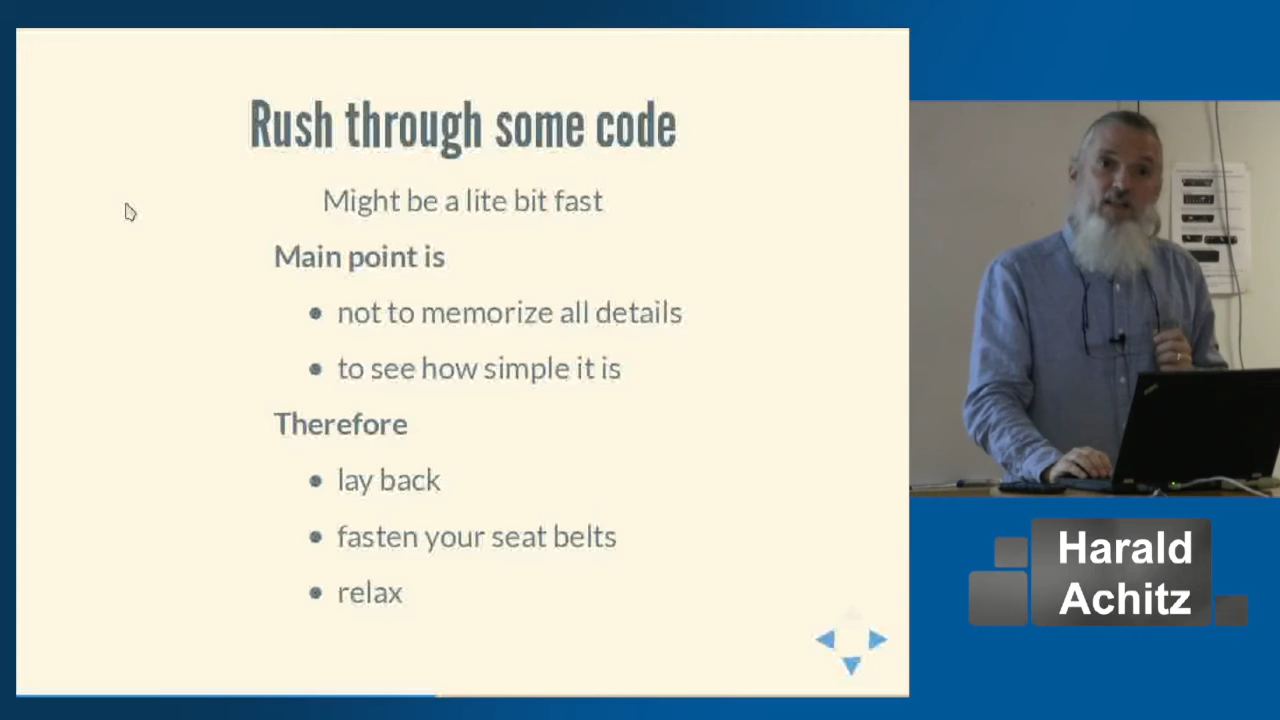 Rush through some code
Might be a lite bit fast
Main point is
• not to memorize all details
• to see how simple it is
Therefore
• lay back
• fasten your seat belts
• relax
Harald
Achitz